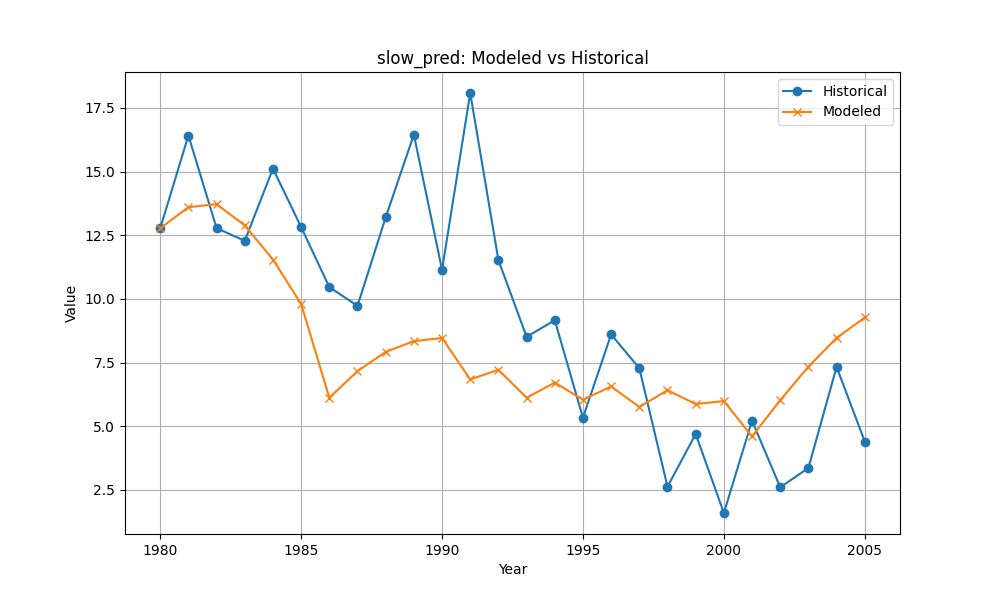 slow_pred: Modeled vs Historical
Historical
Modeled
17.5
15.0
12.5
10.0
7.5
5.0
2.5
Value
1980
1985
1990
1995
2000
2005
Year